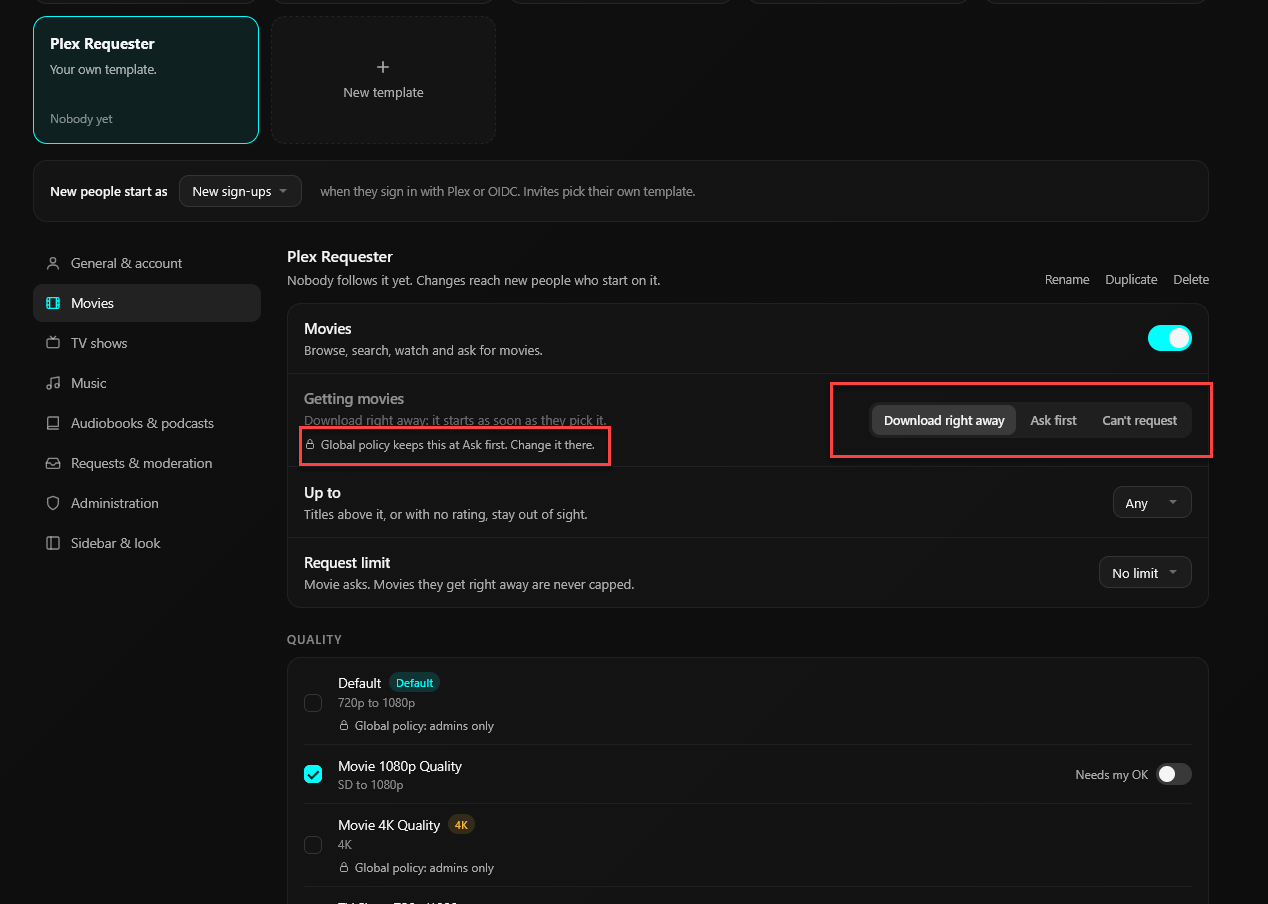 Plex Requester
Your own template.
Nobody yet
+
New template
New people start as
New sign-ups
when they sign in with Plex or OIDC. Invites pick their own template.
General & account
Movies
TV shows
Music
Audiobooks & podcasts
Requests & moderation
Administration
Sidebar & look
Plex Requester
Nobody follows it yet. Changes reach new people who start on it.
Rename Duplicate Delete
Movies
Browse, search, watch and ask for movies.
Getting movies
Download right away: it starts as soon as they pick it.
Global policy keeps this at Ask first. Change it there.
Download right away Ask first Can't request
Up to
Titles above it, or with no rating, stay out of sight.
Any
Request limit
Movie asks. Movies they get right away are never capped.
No limit
QUALITY
Default Default
720p to 1080p
Global policy: admins only
Movie 1080p Quality
SD to 1080p
Needs my OK
Movie 4K Quality 4K
4K
Global policy: admins only